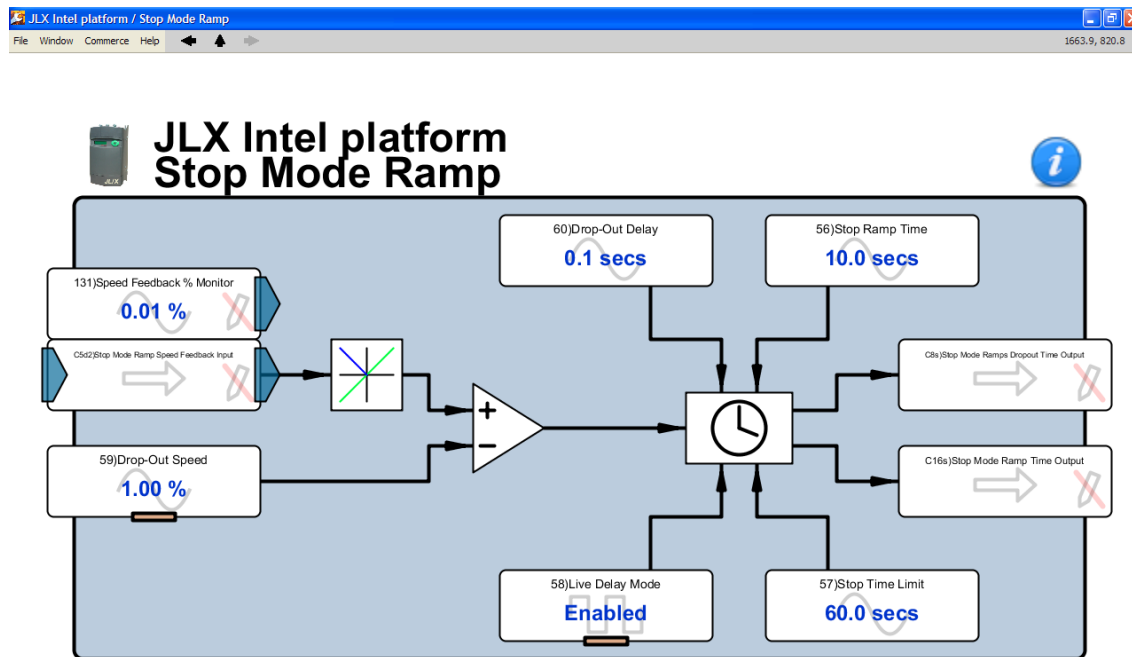 JLX Intel platform / Stop Mode Ramp
File Window Commerce Help
1663.9, 820.8
JLX Intel platform
Stop Mode Ramp
JL/X
i
60)Drop-Out Delay
0.1 secs
56)Stop Ramp Time
10.0 secs
131)Speed Feedback % Monitor
0.01 %
C5d2)Stop Mode Ramp Speed Feedback Input
C8s)Stop Mode Ramps Dropout Time Output
+
−
59)Drop-Out Speed
1.00 %
C16s)Stop Mode Ramp Time Output
58)Live Delay Mode
Enabled
57)Stop Time Limit
60.0 secs